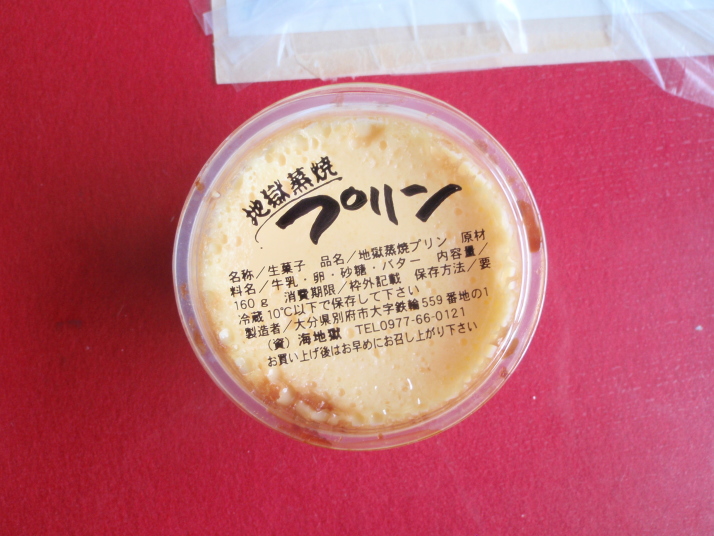 地獄蒸焼
プリン
名称／生菓子　品名／地獄蒸焼プリン　原材
料名／牛乳・卵・砂糖・バター　内容量／
160ｇ　消費期限／枠外記載　保存方法／要
冷蔵10℃以下で保存して下さい
製造者／大分県別府市大字鉄輪559番地の1
（資）海地獄　TEL0977-66-0121
お買い上げ後はお早めにお召し上がり下さい